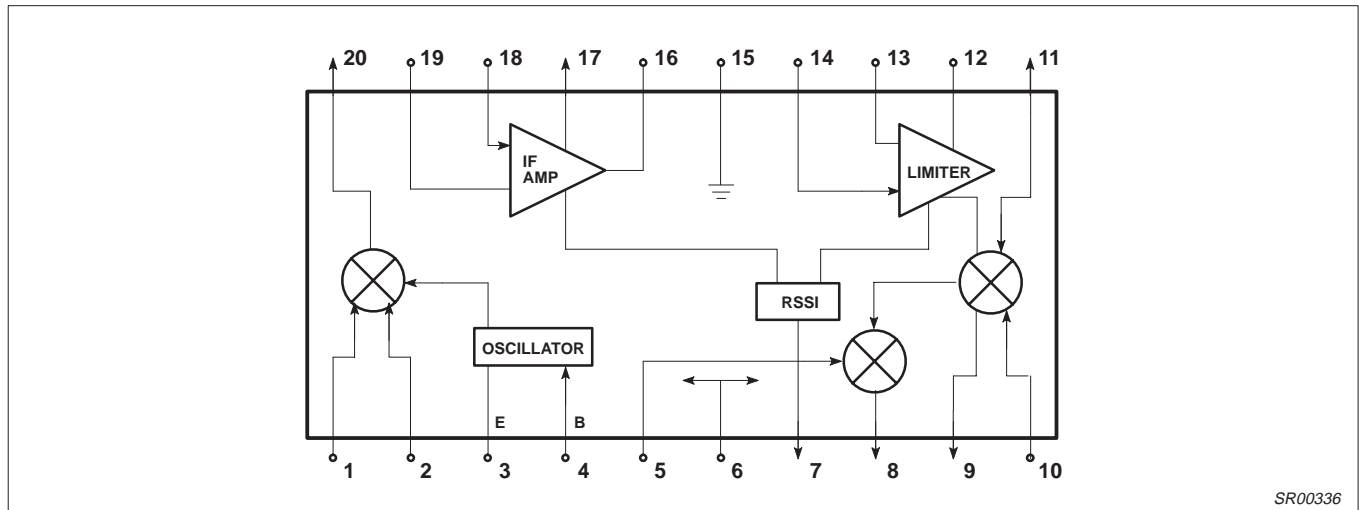 20 19 18 17 16 15 14 13 12 11
IF
AMP
LIMITER
RSSI
OSCILLATOR
E B
1 2 3 4 5 6 7 8 9 10
SR00336